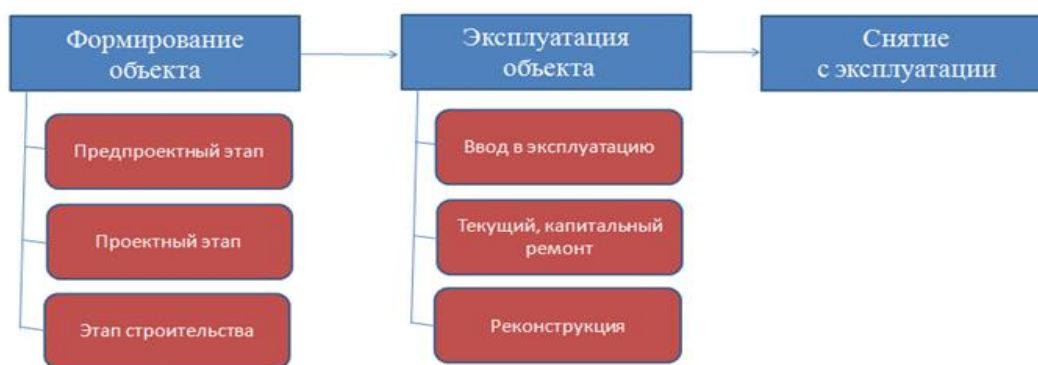 Формирование
объекта
Эксплуатация
объекта
Снятие
с эксплуатации
Предпроектный этап
Проектный этап
Этап строительства
Ввод в эксплуатацию
Текущий, капитальный
ремонт
Реконструкция